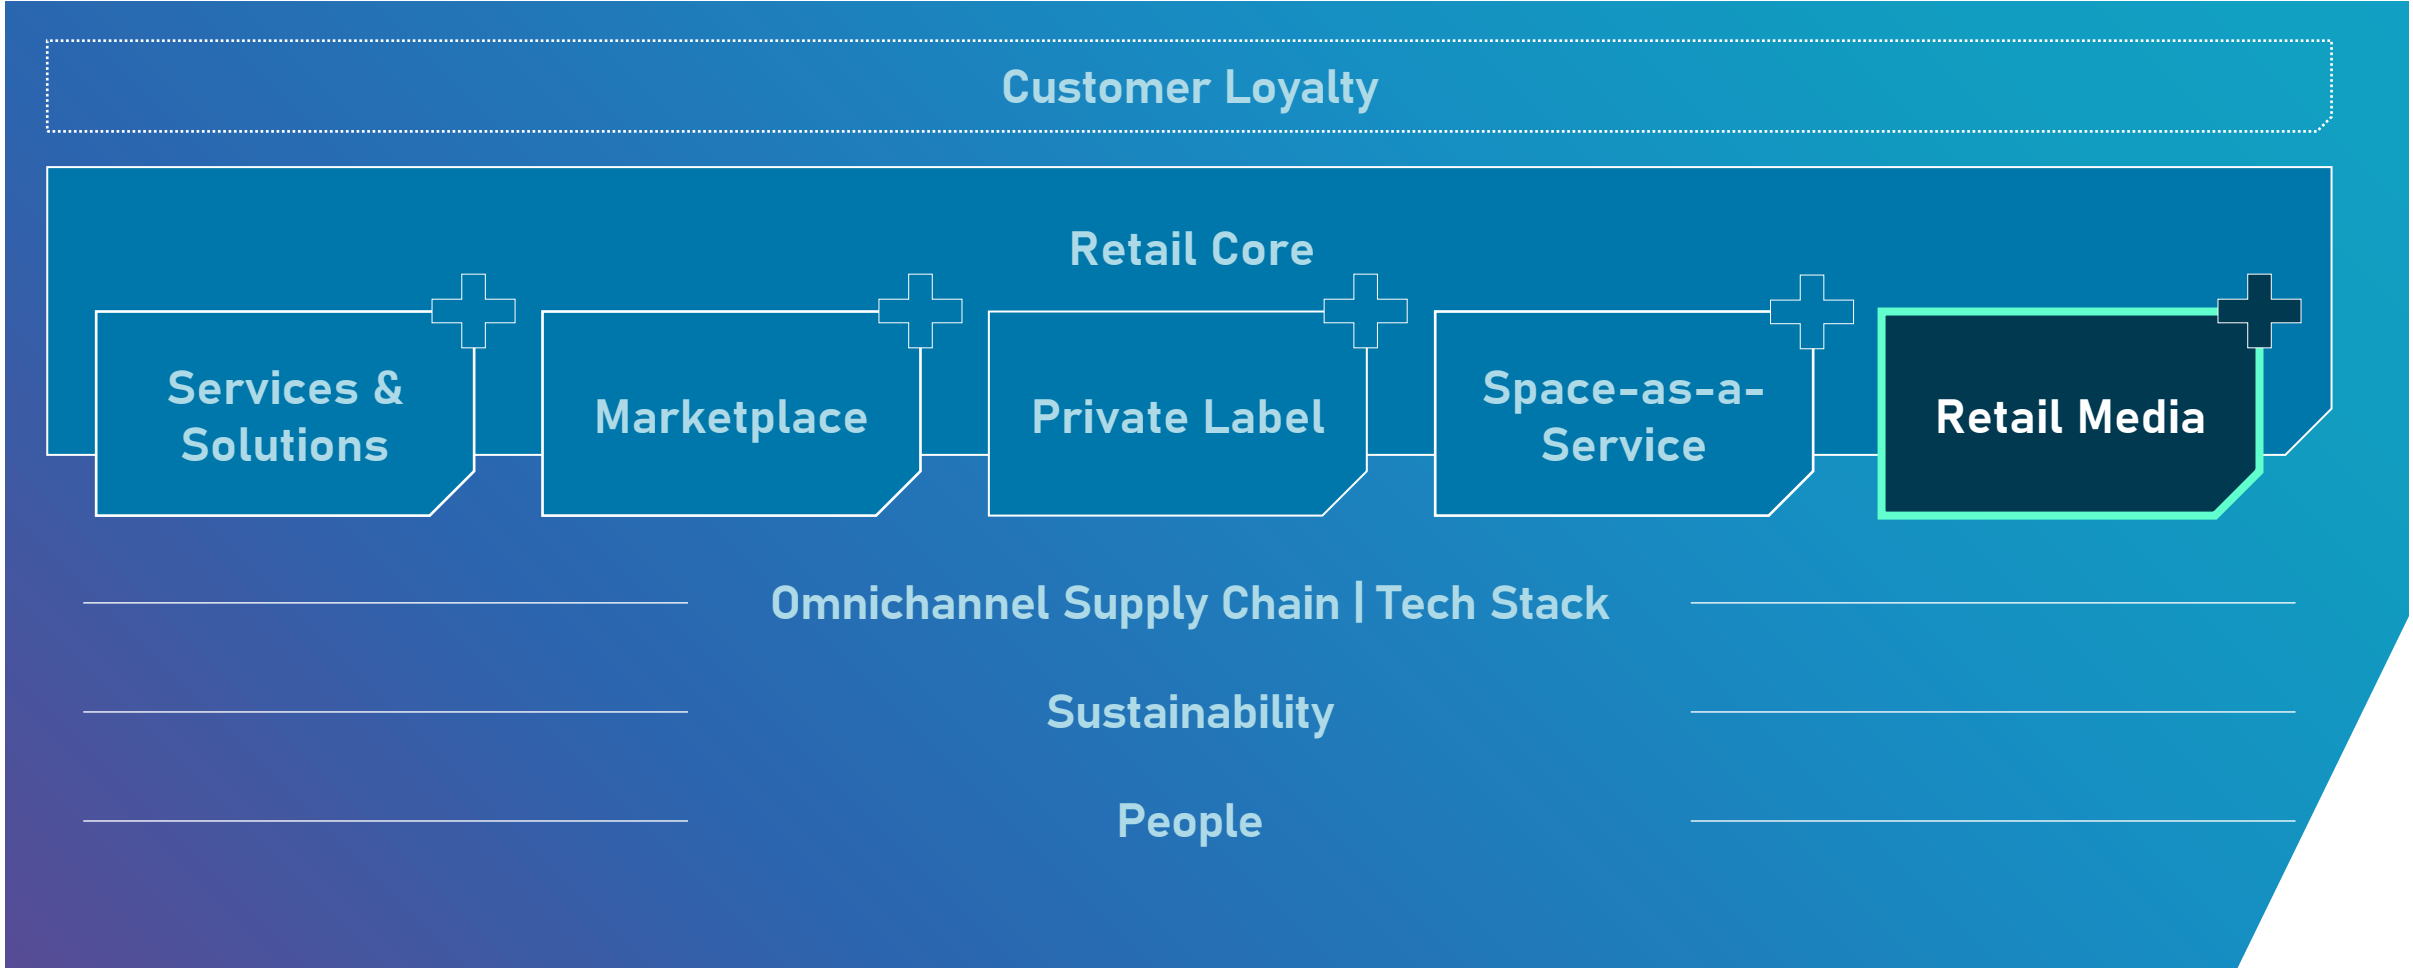 Customer Loyalty
Retail Core
Services &
Solutions
Marketplace
Private Label
Space-as-a-
Service
Retail Media
Omnichannel Supply Chain | Tech Stack
Sustainability
People